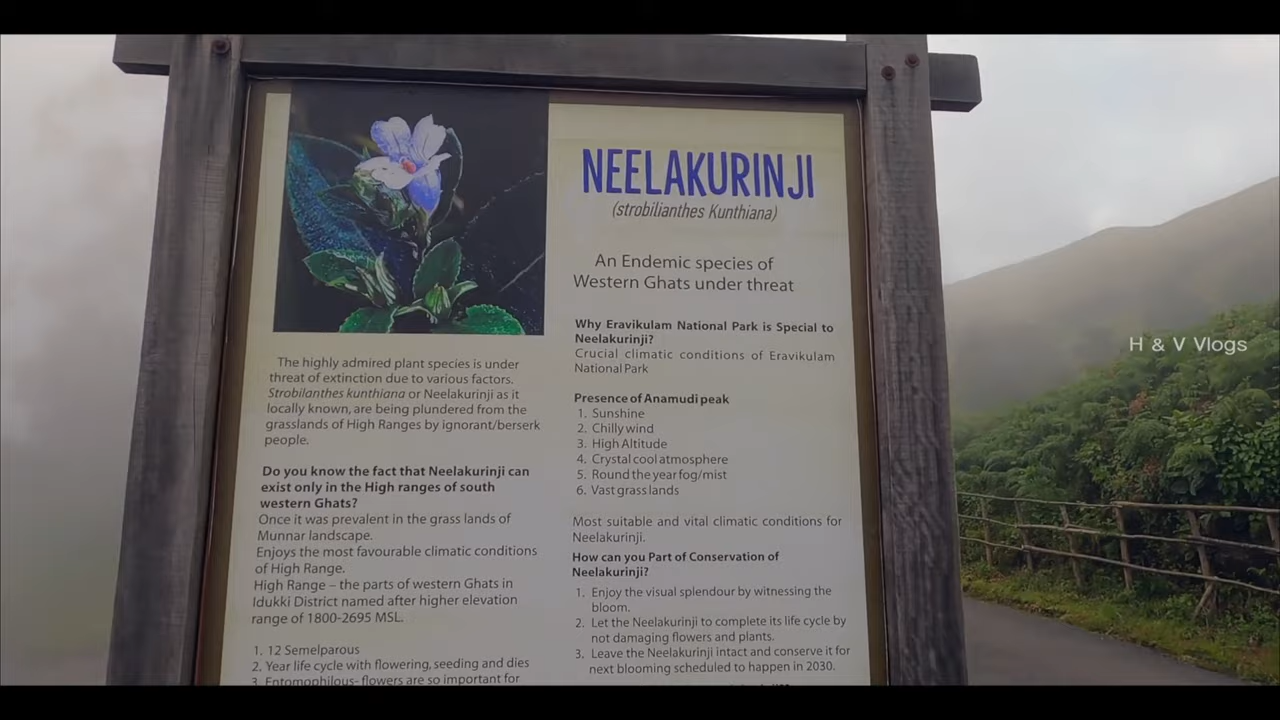 NEELAKURINJI
(strobilianthes Kunthiana)
An Endemic species of
Western Ghats under threat
The highly admired plant species is under
threat of extinction due to various factors.
Strobilanthes kunthiana or Neelakurinji as it
locally known, are being plundered from the
grasslands of High Ranges by ignorant/berserk
people.
Do you know the fact that Neelakurinji can
exist only in the High ranges of south
western Ghats?
Once it was prevalent in the grass lands of
Munnar landscape.
Enjoys the most favourable climatic conditions
of High Range.
High Range – the parts of western Ghats in
Idukki District named after higher elevation
range of 1800-2695 MSL.
1. 12 Semelparous
2. Year life cycle with flowering, seeding and dies
3. Entomophilous- flowers are so important for
Why Eravikulam National Park is Special to
Neelakurinji?
Crucial climatic conditions of Eravikulam
National Park
Presence of Anamudi peak
1. Sunshine
2. Chilly wind
3. High Altitude
4. Crystal cool atmosphere
5. Round the year fog/mist
6. Vast grass lands
Most suitable and vital climatic conditions for
Neelakurinji.
How can you Part of Conservation of
Neelakurinji?
1. Enjoy the visual splendour by witnessing the
bloom.
2. Let the Neelakurinji to complete its life cycle by
not damaging flowers and plants.
3. Leave the Neelakurinji intact and conserve it for
next blooming scheduled to happen in 2030.
H & V Vlogs